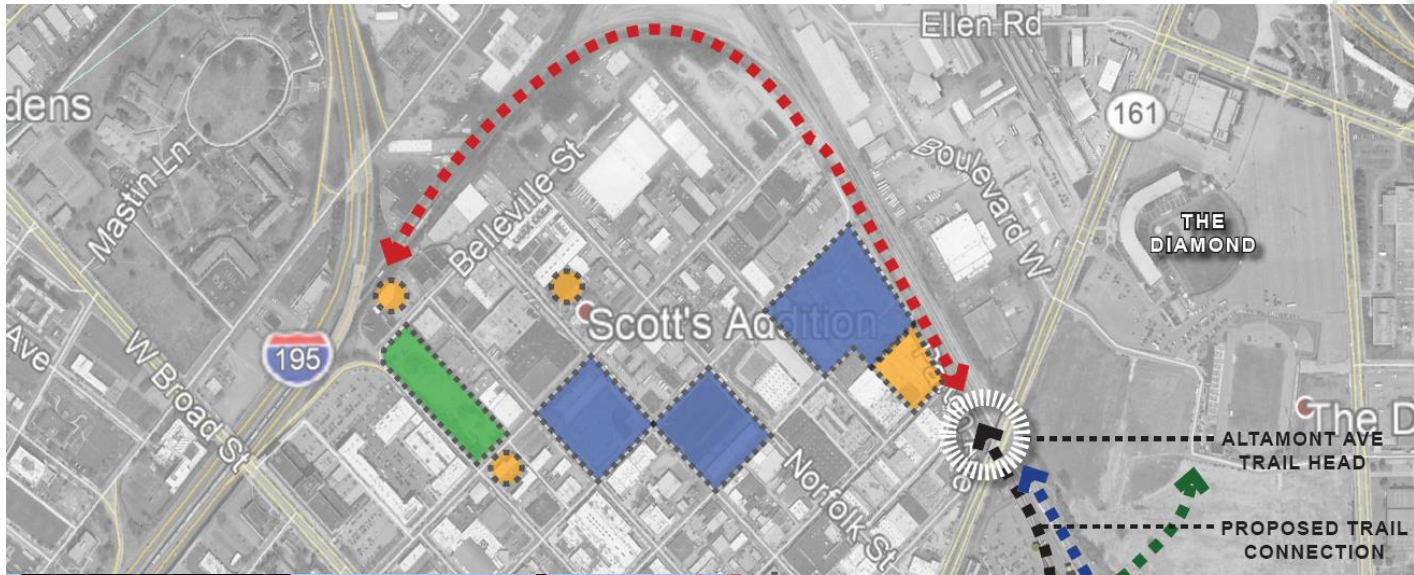 Ellen Rd
dens
161
Mastin Ln
Belleville St
Boulevard W
THE
DIAMOND
Scott's Addition
195
Ave
W Broad St
The D
ALTAMONT AVE
TRAIL HEAD
Norfolk St
PROPOSED TRAIL
CONNECTION